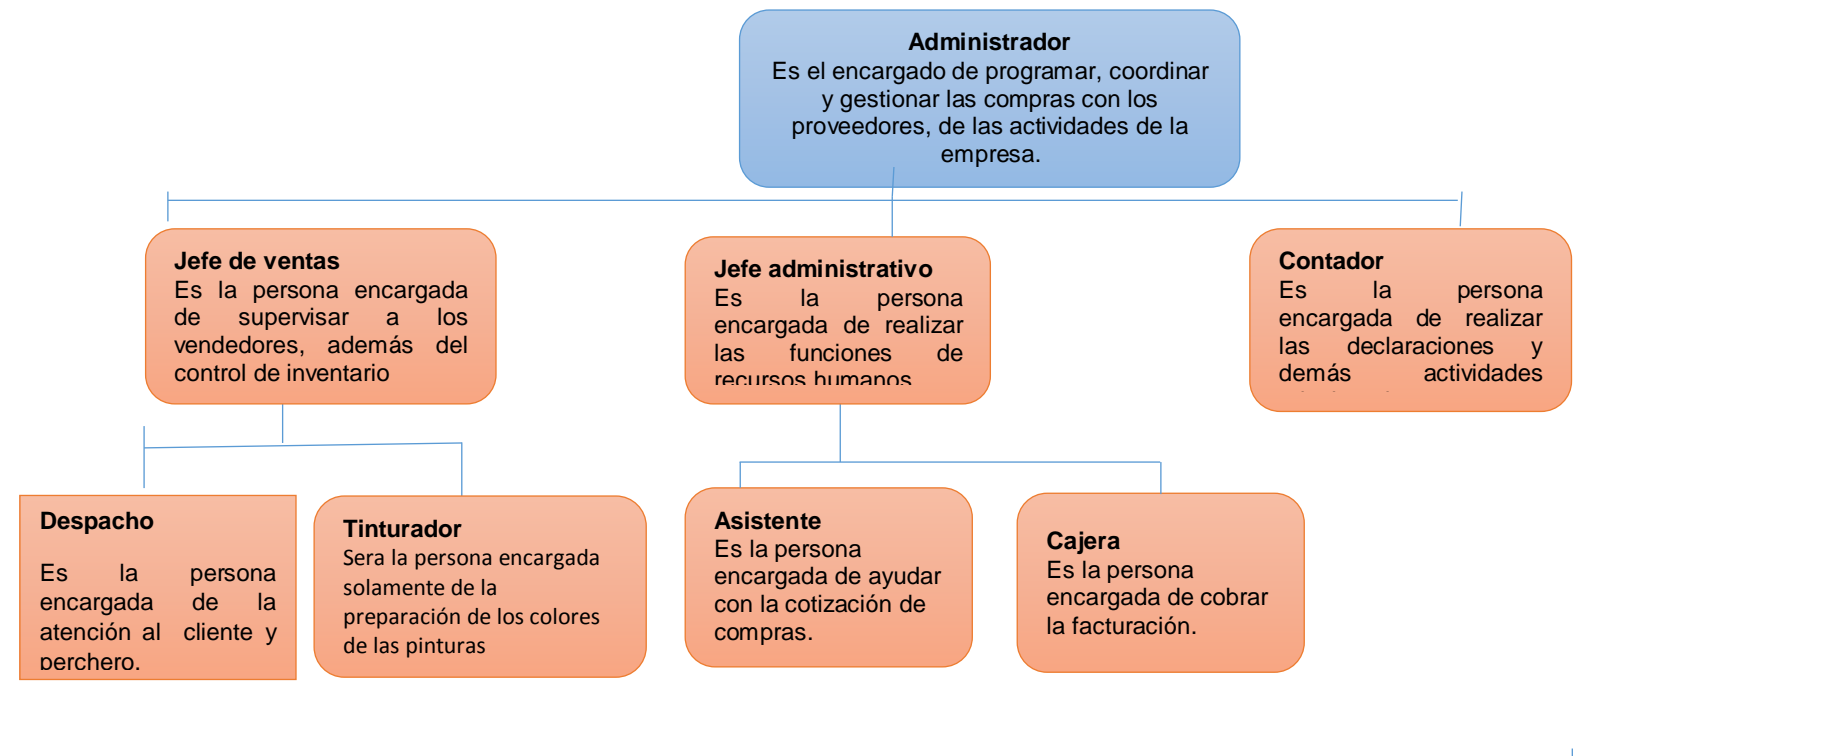 Administrador
Es el encargado de programar, coordinar
y gestionar las compras con los
proveedores, de las actividades de la
empresa.
Jefe de ventas
Es la persona encargada
de supervisar a los
vendedores, además del
control de inventario
Jefe administrativo
Es la persona
encargada de realizar
las funciones de
recursos humanos
Contador
Es la persona
encargada de realizar
las declaraciones y
demás actividades
Despacho
Es la persona
encargada de la
atención al cliente y
perchero.
Tinturador
Sera la persona encargada
solamente de la
preparación de los colores
de las pinturas
Asistente
Es la persona
encargada de ayudar
con la cotización de
compras.
Cajera
Es la persona
encargada de cobrar
la facturación.